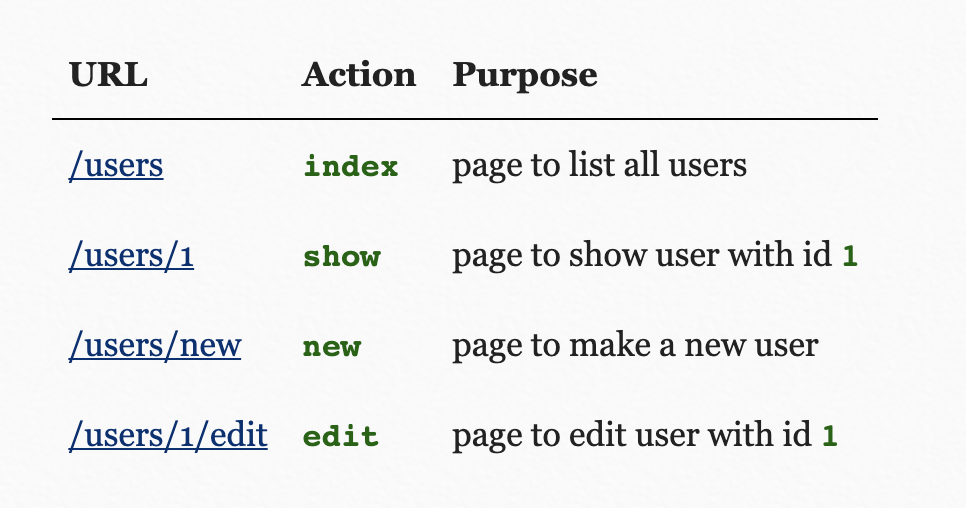 URL Action Purpose
/users index page to list all users
/users/1 show page to show user with id 1
/users/new new page to make a new user
/users/1/edit edit page to edit user with id 1